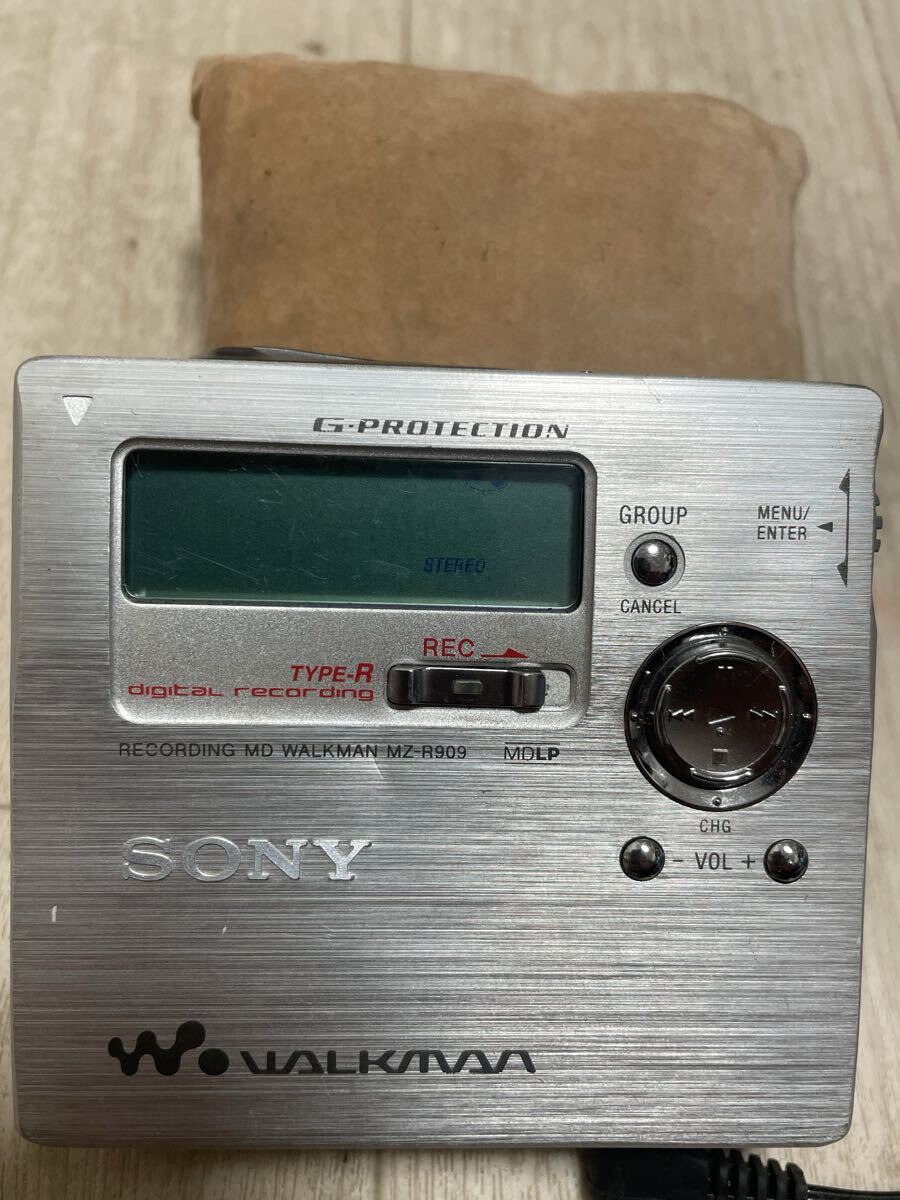 G-PROTECTION
STEREO
GROUP
CANCEL
MENU/
ENTER
REC
TYPE-R
digital recording
RECORDING MD WALKMAN MZ-R909 MDLP
CHG
- VOL +
SONY
W. WALKMAN